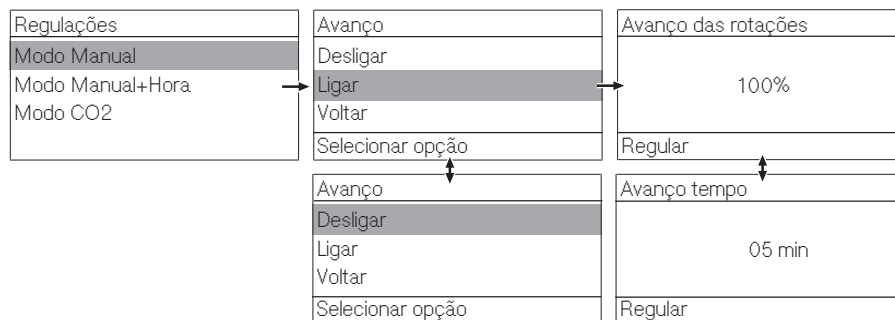 Regulações
Modo Manual
Modo Manual+Hora
Modo CO2
Avanço
Desligar
Ligar
Voltar
Selecionar opção
Avanço das rotações
100%
Regular
Avanço
Desligar
Ligar
Voltar
Selecionar opção
Avanço tempo
05 min
Regular